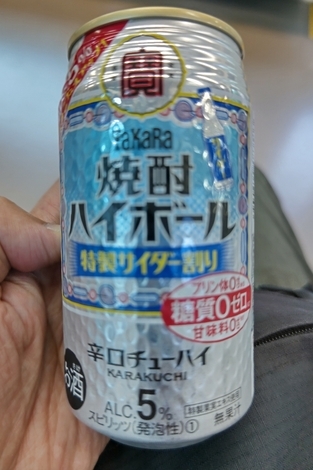 寶
TaKaRa
焼酎
ハイボール
特製サイダー割り
プリン体0
糖質0ゼロ
甘味料0
辛口チューハイ
KARAKUCHI
お酒
ALC.5%
スピリッツ(発泡性)①
無果汁